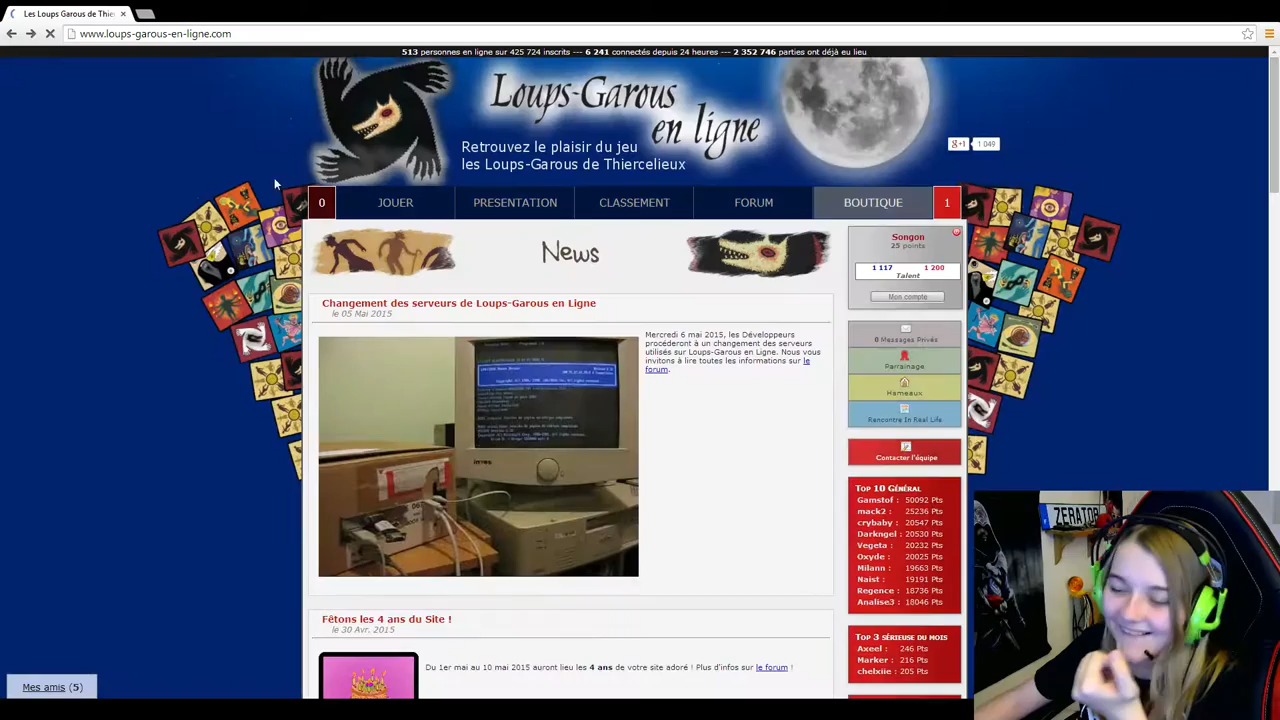 Les Loups Garous de Thie
www.loups-garous-en-ligne.com
513 personnes en ligne sur 425 724 inscrits --- 6 241 connectés depuis 24 heures --- 2 352 746 parties ont déjà eu lieu
Loups-Garous
en ligne
Retrouvez le plaisir du jeu
les Loups-Garous de Thiercelieux
g+1 1 049
0 JOUER PRESENTATION CLASSEMENT FORUM BOUTIQUE 1
News
Changement des serveurs de Loups-Garous en Ligne
le 05 Mai 2015
Mercredi 6 mai 2015, les Développeurs
procéderont à un changement des serveurs
utilisés sur Loups-Garous en Ligne. Nous vous
invitons à lire toutes les informations sur le
forum.
Fêtons les 4 ans du Site !
le 30 Avr. 2015
Du 1er mai au 10 mai 2015 auront lieu les 4 ans de votre site adoré ! Plus d'infos sur le forum !
Songon
25 points
1 117 1 200
Talent
Mon compte
0 Messages Privés
Parrainage
Hameaux
Rencontre In Real Life
Contacter l'équipe
Top 10 Général
Gamstof : 50092 Pts
mack2 : 25236 Pts
crybaby : 20547 Pts
Darkngel : 20530 Pts
Vegeta : 20232 Pts
Oxyde : 20025 Pts
Milann : 19663 Pts
Naist : 19191 Pts
Regence : 18736 Pts
Analise3 : 18046 Pts
Top 3 sérieuse du mois
Axeel : 246 Pts
Marker : 216 Pts
chelxiie : 205 Pts
Mes amis (5)
ZERATOR